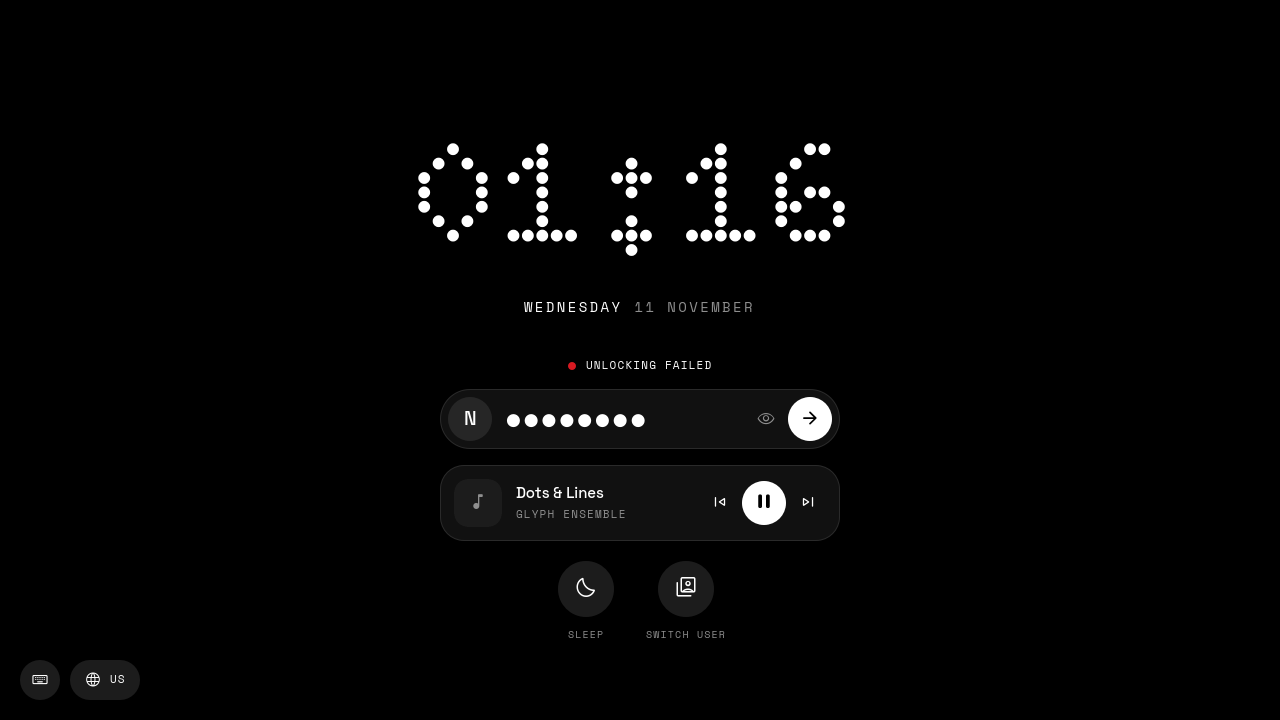 01:16
WEDNESDAY 11 NOVEMBER
UNLOCKING FAILED
N ●●●●●●●●
Dots & Lines
GLYPH ENSEMBLE
SLEEP SWITCH USER
US